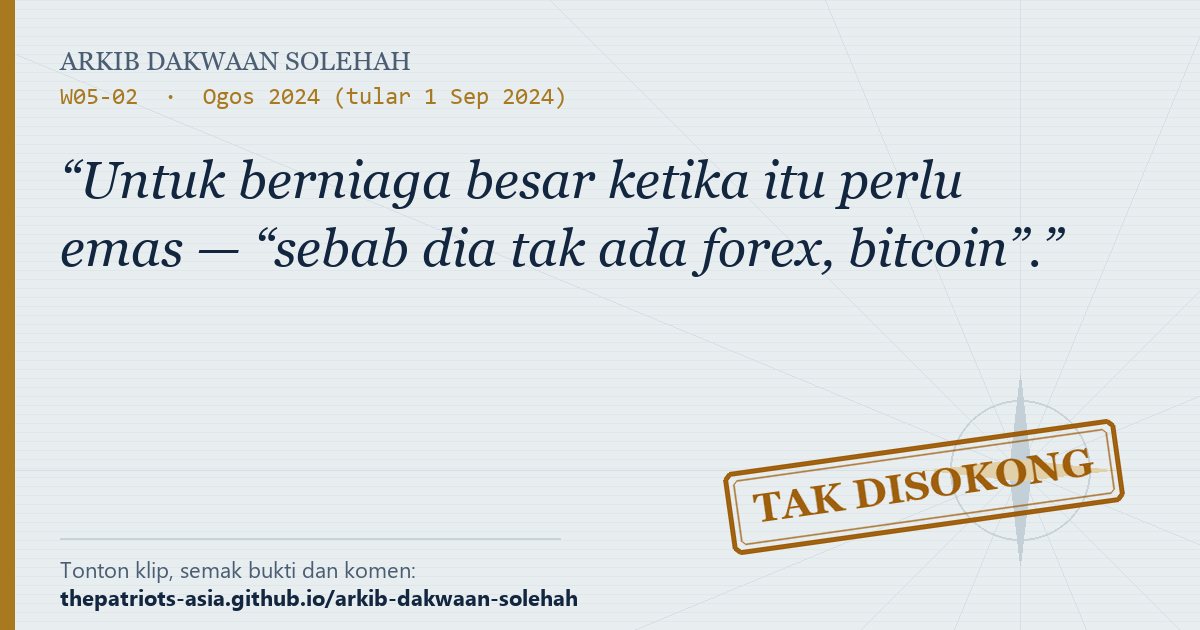 ARKIB DAKWAAN SOLEHAH
W05-02 · Ogos 2024 (tular 1 Sep 2024)
“Untuk berniaga besar ketika itu perlu
emas — “sebab dia tak ada forex, bitcoin”.”
TAK DISOKONG
Tonton klip, semak bukti dan komen:
thepatriots-asia.github.io/arkib-dakwaan-solehah